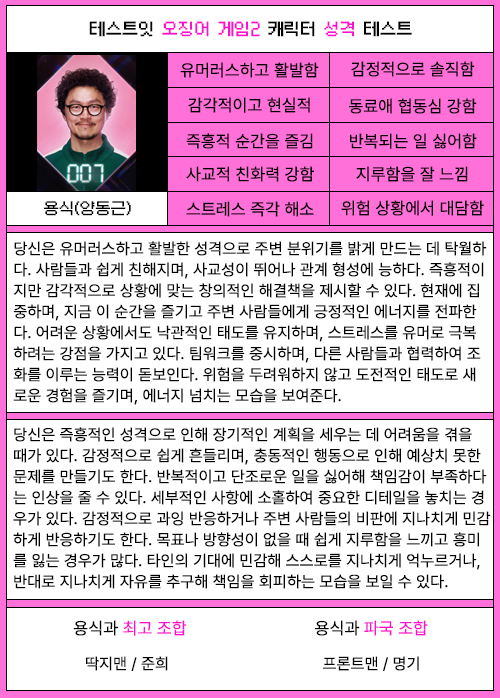 테스트잇 오징어 게임2 캐릭터 성격 테스트
007
용식(양동근)
유머러스하고 활발함 감정적으로 솔직함
감각적이고 현실적 동료애 협동심 강함
즉흥적 순간을 즐김 반복되는 일 싫어함
사교적 친화력 강함 지루함을 잘 느낌
스트레스 즉각 해소 위험 상황에서 대담함
당신은 유머러스하고 활발한 성격으로 주변 분위기를 밝게 만드는 데 탁월하
다. 사람들과 쉽게 친해지며, 사교성이 뛰어나 관계 형성에 능하다. 즉흥적이
지만 감각적으로 상황에 맞는 창의적인 해결책을 제시할 수 있다. 현재에 집
중하며, 지금 이 순간을 즐기고 주변 사람들에게 긍정적인 에너지를 전파한
다. 어려운 상황에서도 낙관적인 태도를 유지하며, 스트레스를 유머로 극복
하려는 강점을 가지고 있다. 팀워크를 중시하며, 다른 사람들과 협력하여 조
화를 이루는 능력이 돋보인다. 위험을 두려워하지 않고 도전적인 태도로 새
로운 경험을 즐기며, 에너지 넘치는 모습을 보여준다.
당신은 즉흥적인 성격으로 인해 장기적인 계획을 세우는 데 어려움을 겪을
때가 있다. 감정적으로 쉽게 흔들리며, 충동적인 행동으로 인해 예상치 못한
문제를 만들기도 한다. 반복적이고 단조로운 일을 싫어해 책임감이 부족하다
는 인상을 줄 수 있다. 세부적인 사항에 소홀하여 중요한 디테일을 놓치는 경
우가 있다. 감정적으로 과잉 반응하거나 주변 사람들의 비판에 지나치게 민감
하게 반응하기도 한다. 목표나 방향성이 없을 때 쉽게 지루함을 느끼고 흥미
를 잃는 경우가 많다. 타인의 기대에 민감해 스스로를 지나치게 억누르거나,
반대로 지나치게 자유를 추구해 책임을 회피하는 모습을 보일 수 있다.
용식과 최고 조합 용식과 파국 조합
딱지맨 / 준희 프론트맨 / 명기